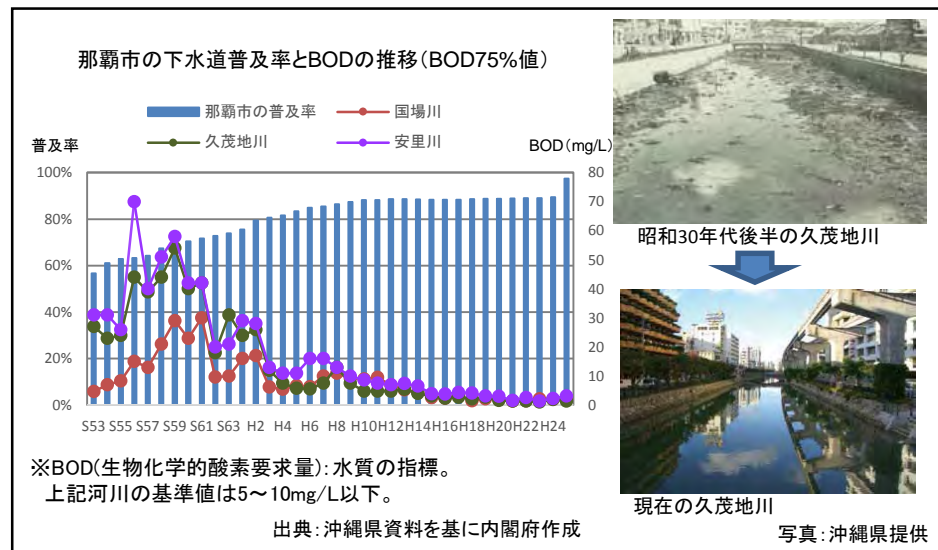 那覇市の下水道普及率とBODの推移(BOD75%値)
那覇市の普及率
国場川
久茂地川
安里川
普及率
BOD(mg/L)
100%
80%
60%
40%
20%
0%
80
70
60
50
40
30
20
10
0
S53 S55 S57 S59 S61 S63 H2 H4 H6 H8 H10 H12 H14 H16 H18 H20 H22 H24
※BOD(生物化学的酸素要求量):水質の指標。
上記河川の基準値は5～10mg/L以下。
出典:沖縄県資料を基に内閣府作成
昭和30年代後半の久茂地川
現在の久茂地川
写真:沖縄県提供